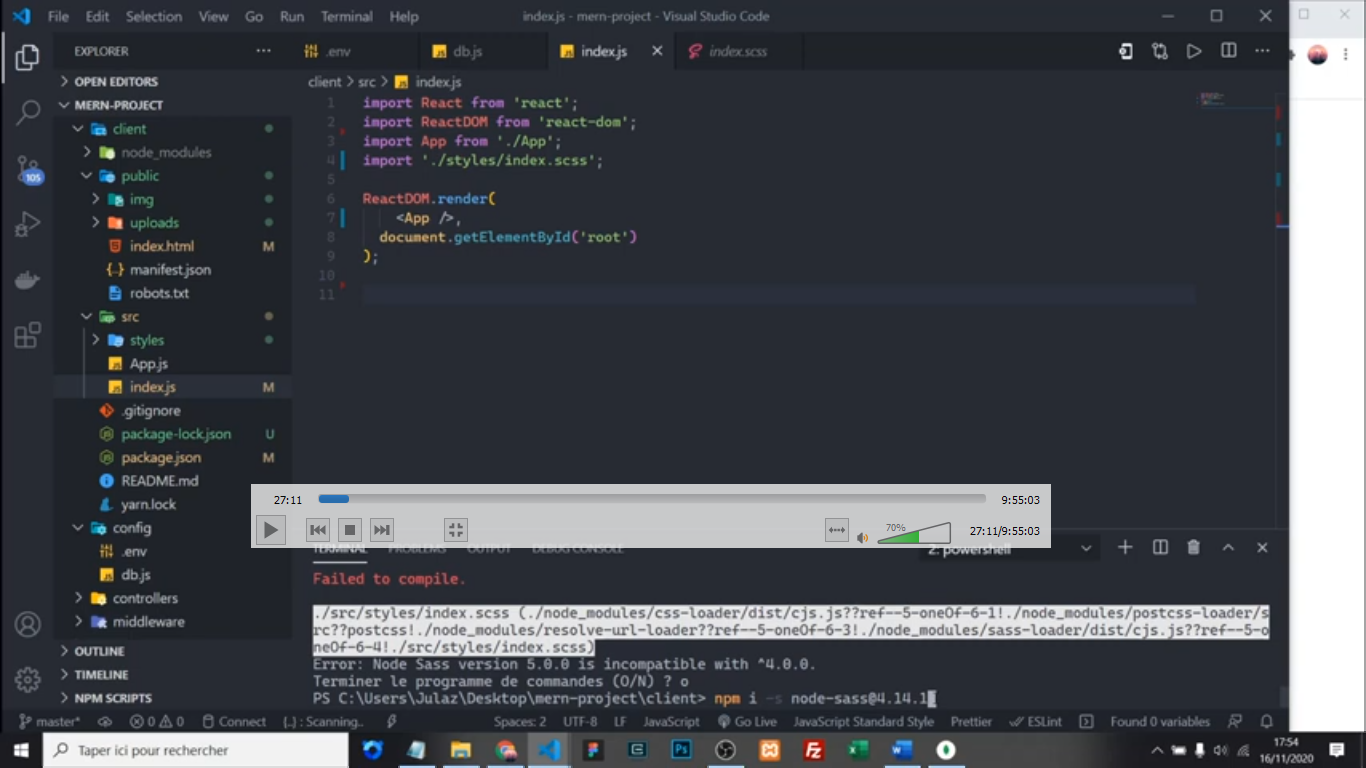 File Edit Selection View Go Run Terminal Help
index.js - mern-project - Visual Studio Code
EXPLORER
.env
db.js
index.js
index.scss
OPEN EDITORS
MERN-PROJECT
client
node_modules
public
img
uploads
index.html M
manifest.json
robots.txt
src
styles
App.js
index.js M
.gitignore
package-lock.json U
package.json M
README.md
yarn.lock
config
.env
db.js
controllers
middleware
OUTLINE
TIMELINE
NPM SCRIPTS
105
client > src > index.js
1 import React from 'react';
2 import ReactDOM from 'react-dom';
3 import App from './App';
4 import './styles/index.scss';
5
6 ReactDOM.render(
7 <App />,
8 document.getElementById('root')
9 );
10
11
27:11
9:55:03
70%
27:11/9:55:03
TERMINAL PROBLEMS OUTPUT DEBUG CONSOLE
2: powershell
Failed to compile.
./src/styles/index.scss (./node_modules/css-loader/dist/cjs.js??ref--5-oneOf-6-1!./node_modules/postcss-loader/s
rc??postcss!./node_modules/resolve-url-loader??ref--5-oneOf-6-3!./node_modules/sass-loader/dist/cjs.js??ref--5-o
neOf-6-4!./src/styles/index.scss)
Error: Node Sass version 5.0.0 is incompatible with ^4.0.0.
Terminer le programme de commandes (O/N) ? o
PS C:\Users\Julaz\Desktop\mern-project\client> npm i -s node-sass@4.14.1
master* 0 0 Connect {..} : Scanning.. Spaces: 2 UTF-8 LF JavaScript Go Live JavaScript Standard Style Prettier ESLint Found 0 variables
Taper ici pour rechercher
17:54
16/11/2020